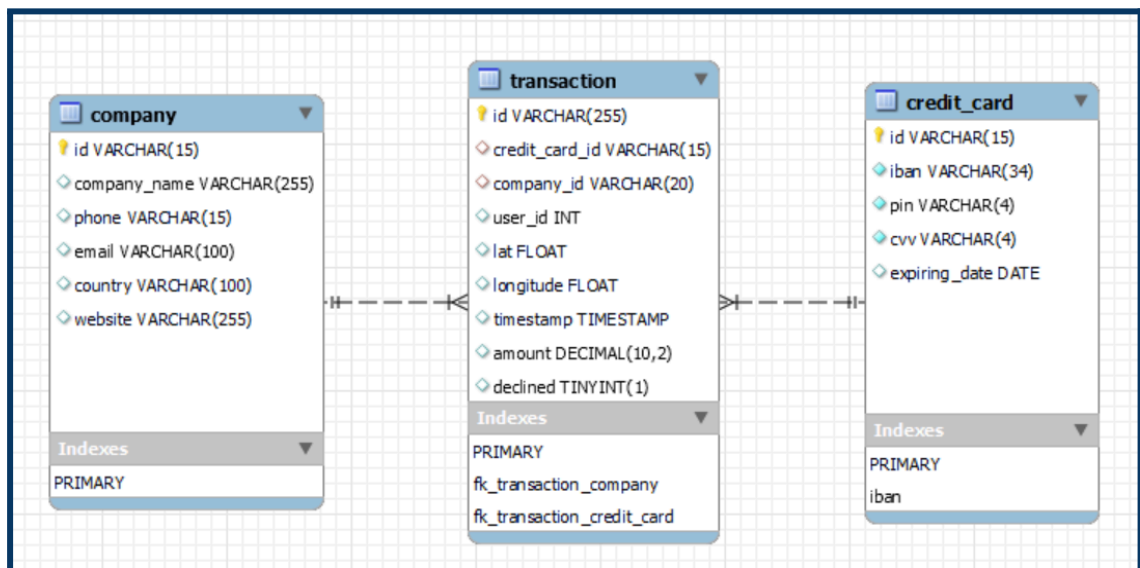 company
id VARCHAR(15)
company_name VARCHAR(255)
phone VARCHAR(15)
email VARCHAR(100)
country VARCHAR(100)
website VARCHAR(255)
Indexes
PRIMARY
transaction
id VARCHAR(255)
credit_card_id VARCHAR(15)
company_id VARCHAR(20)
user_id INT
lat FLOAT
longitude FLOAT
timestamp TIMESTAMP
amount DECIMAL(10,2)
declined TINYINT(1)
Indexes
PRIMARY
fk_transaction_company
fk_transaction_credit_card
credit_card
id VARCHAR(15)
iban VARCHAR(34)
pin VARCHAR(4)
cvv VARCHAR(4)
expiring_date DATE
Indexes
PRIMARY
iban